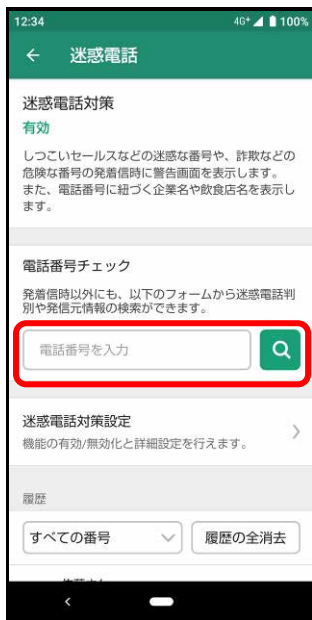 12:34 4G+ 100%
← 迷惑電話
迷惑電話対策
有効
しつこいセールスなどの迷惑な番号や、詐欺などの
危険な番号の発着信時に警告画面を表示します。
また、電話番号に紐づく企業名や飲食店名を表示し
ます。
電話番号チェック
発着信時以外にも、以下のフォームから迷惑電話判
別や発信元情報の検索ができます。
電話番号を入力
迷惑電話対策設定
機能の有効/無効化と詳細設定を行えます。
履歴
すべての番号 履歴の全消去